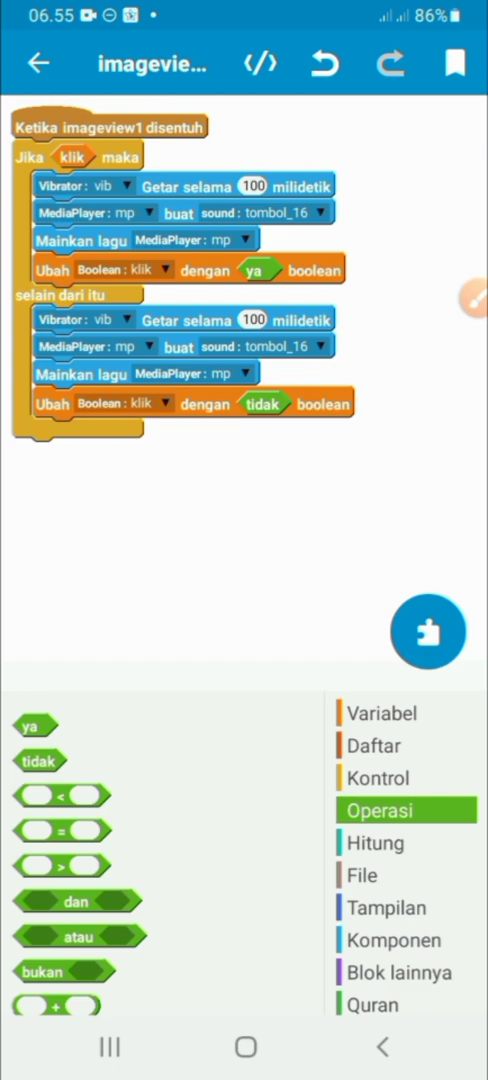 06.55 86%
imagevie...
Ketika imageview1 disentuh
Jika klik maka
Vibrator : vib Getar selama 100 milidetik
MediaPlayer : mp buat sound : tombol_16
Mainkan lagu MediaPlayer : mp
Ubah Boolean : klik dengan ya boolean
selain dari itu
Vibrator : vib Getar selama 100 milidetik
MediaPlayer : mp buat sound : tombol_16
Mainkan lagu MediaPlayer : mp
Ubah Boolean : klik dengan tidak boolean
ya
tidak
<
=
>
dan
atau
bukan
+
Variabel
Daftar
Kontrol
Operasi
Hitung
File
Tampilan
Komponen
Blok lainnya
Quran